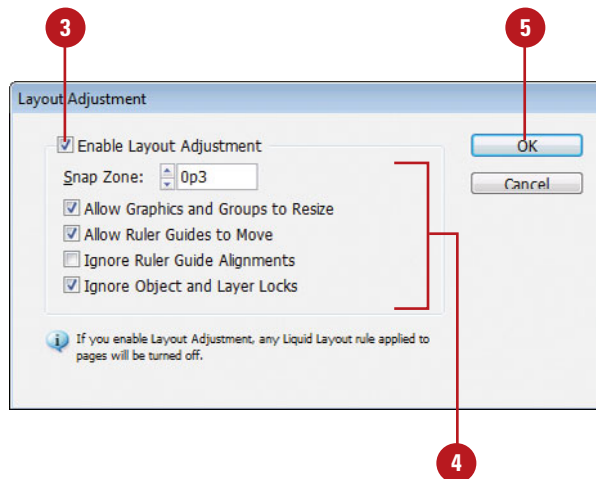 3 5
Layout Adjustment
Enable Layout Adjustment OK
Snap Zone: 0p3 Cancel
Allow Graphics and Groups to Resize
Allow Ruler Guides to Move
Ignore Ruler Guide Alignments
Ignore Object and Layer Locks
If you enable Layout Adjustment, any Liquid Layout rule applied to
pages will be turned off.
4